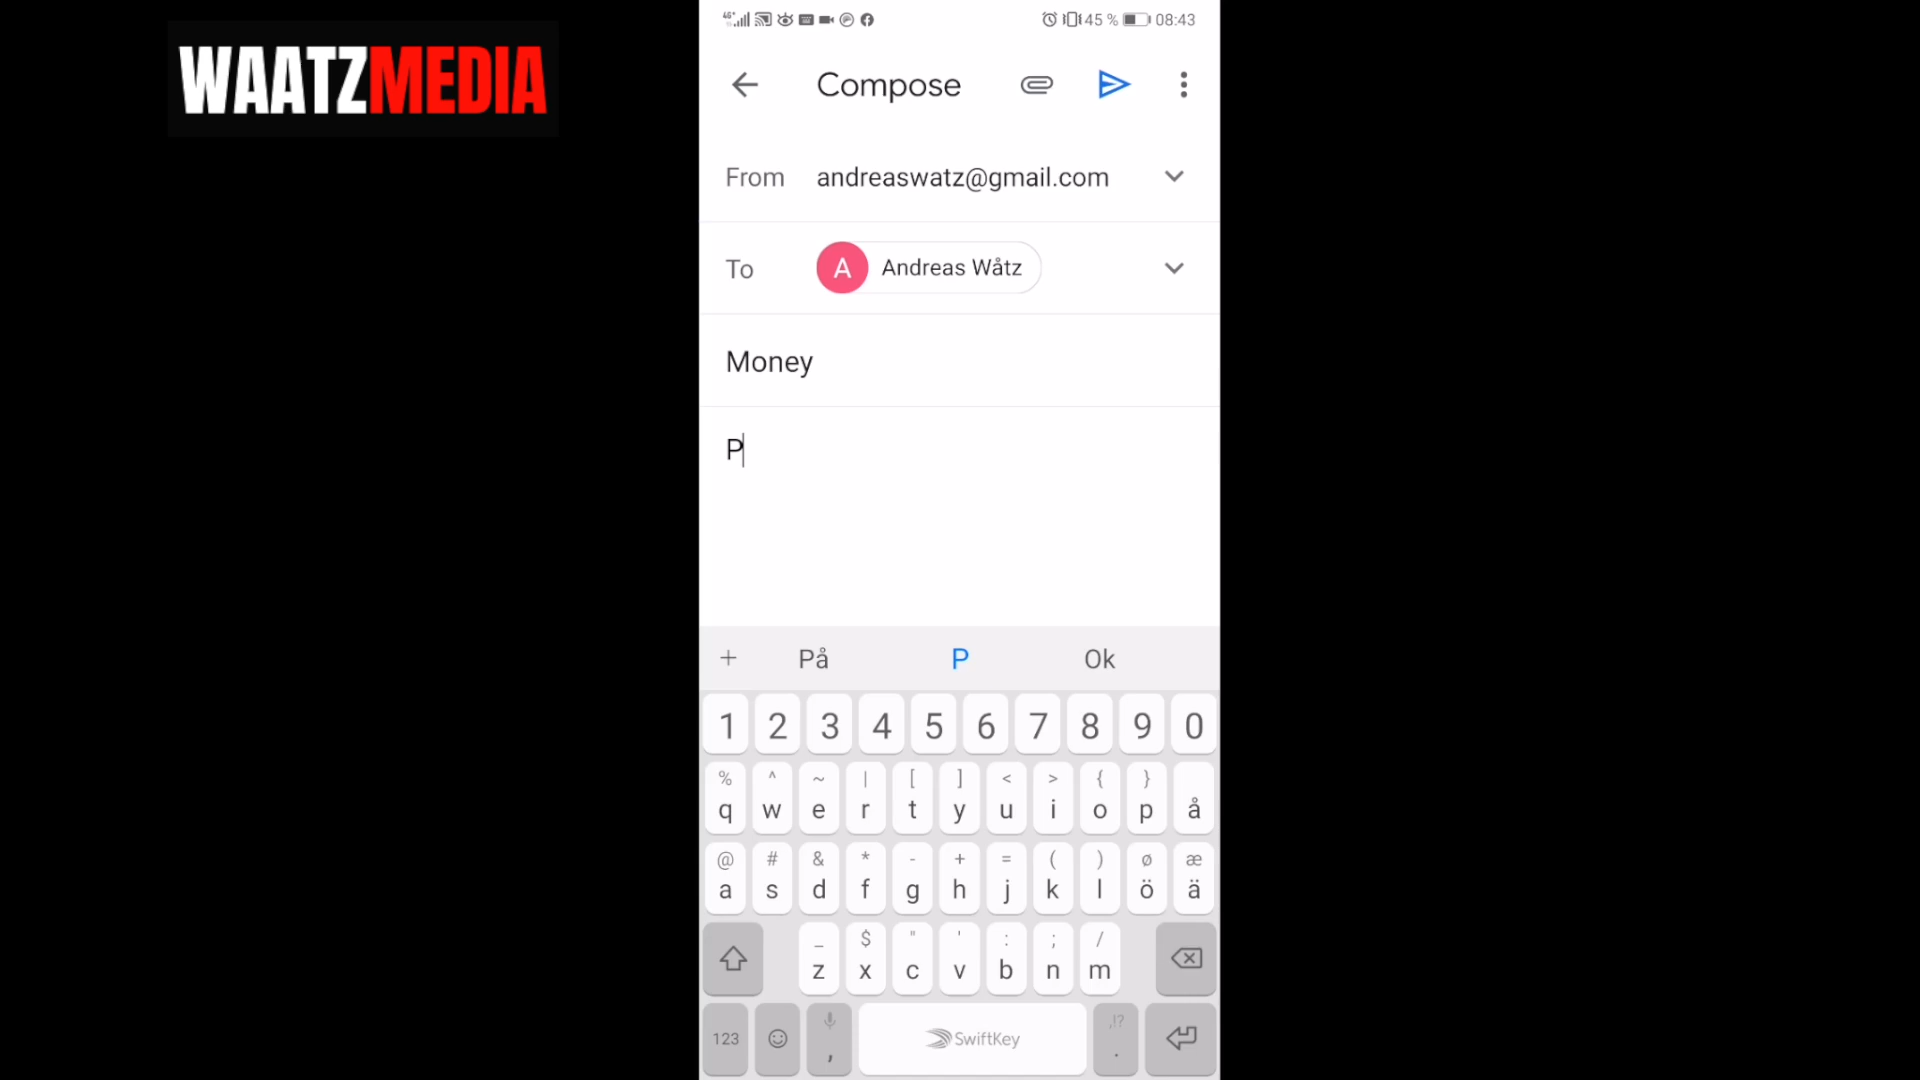 WAATZMEDIA
4G+ 45 % 08:43
Compose
From andreaswatz@gmail.com
To A Andreas Wåtz
Money
P
+ På P Ok
1 2 3 4 5 6 7 8 9 0
% ^ ~ | [ ] < > { }
q w e r t y u i o p å
@ # & * - + = ( ) ø æ
a s d f g h j k l ö ä
_ $ " ' : ; /
z x c v b n m
123 , SwiftKey ,!? .